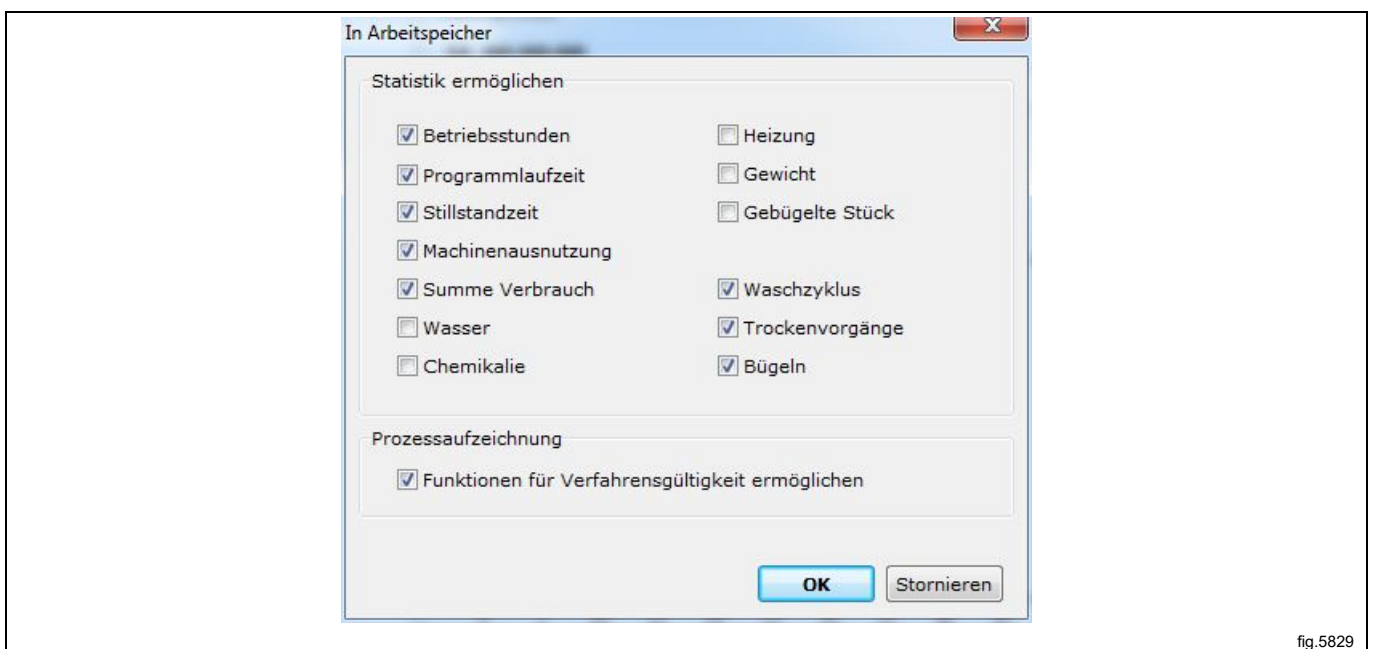 In Arbeitspeicher
Statistik ermöglichen
Betriebsstunden
Heizung
Programmlaufzeit
Gewicht
Stillstandzeit
Gebügelte Stück
Machinenausnutzung
Summe Verbrauch
Waschzyklus
Wasser
Trockenvorgänge
Chemikalie
Bügeln
Prozessaufzeichnung
Funktionen für Verfahrensgültigkeit ermöglichen
OK
Stornieren
fig.5829